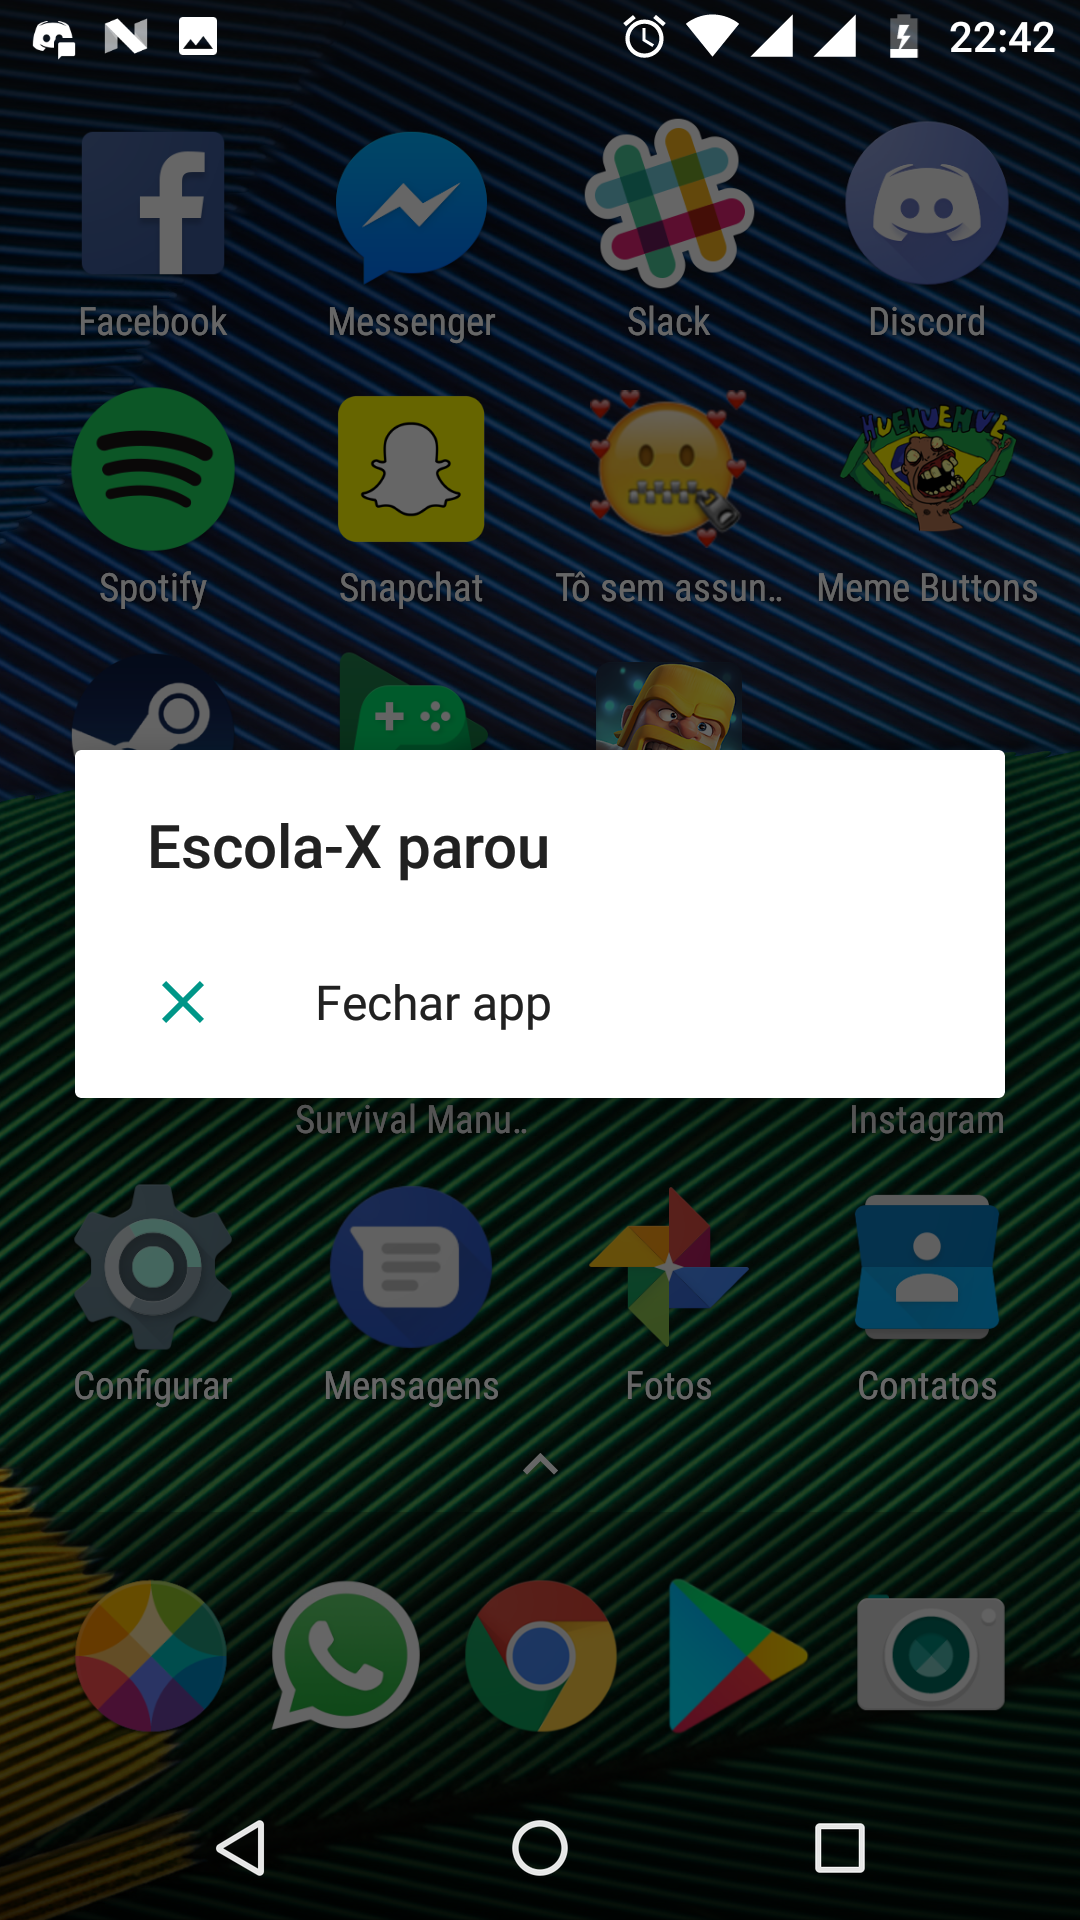 22:42
Facebook
Messenger
Slack
Discord
HUEHUEHUE
Spotify
Snapchat
Tô sem assun..
Meme Buttons
Escola-X parou
Fechar app
Survival Manu..
Instagram
Configurar
Mensagens
Fotos
Contatos